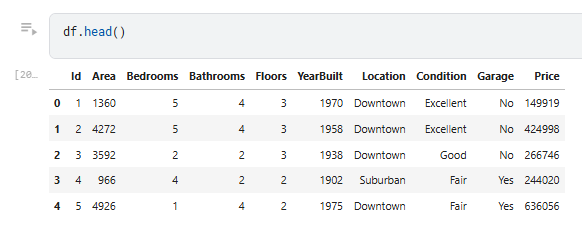 df.head()
[20…
Id Area Bedrooms Bathrooms Floors YearBuilt Location Condition Garage Price
0 1 1360 5 4 3 1970 Downtown Excellent No 149919
1 2 4272 5 4 3 1958 Downtown Excellent No 424998
2 3 3592 2 2 3 1938 Downtown Good No 266746
3 4 966 4 2 2 1902 Suburban Fair Yes 244020
4 5 4926 1 4 2 1975 Downtown Fair Yes 636056